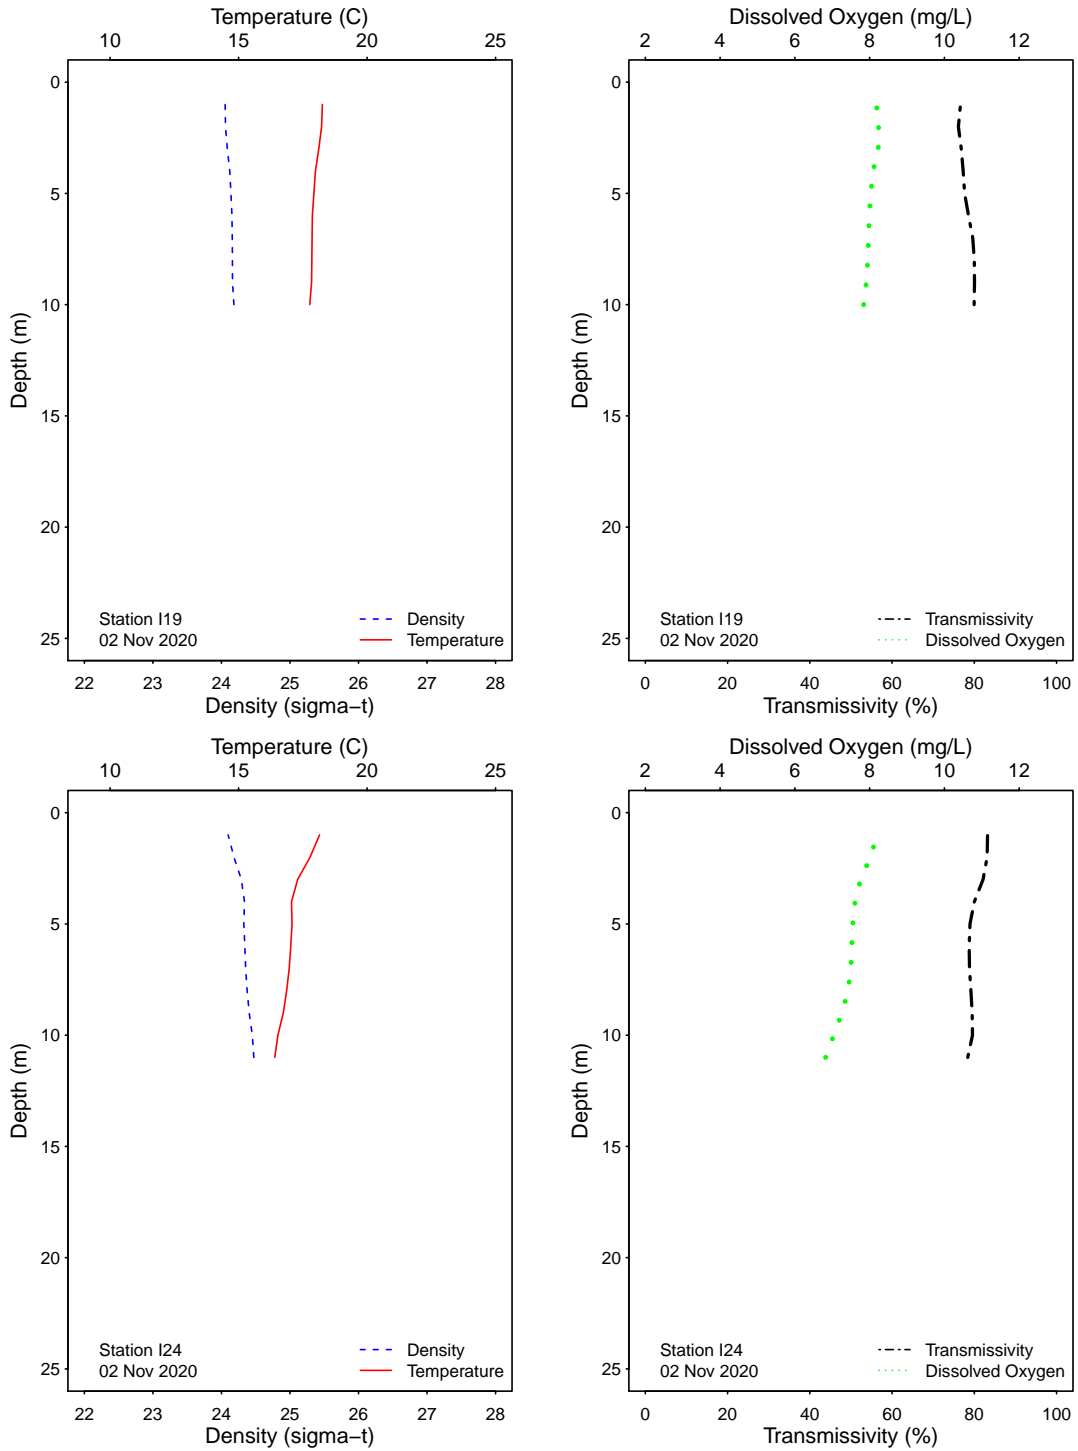 Temperature (C)
10 15 20 25
0
5
10
15
20
25
Depth (m)
Station I19
02 Nov 2020
Density
Temperature
22 23 24 25 26 27 28
Density (sigma−t)
Dissolved Oxygen (mg/L)
2 4 6 8 10 12
0
5
10
15
20
25
Depth (m)
Station I19
02 Nov 2020
Transmissivity
Dissolved Oxygen
0 20 40 60 80 100
Transmissivity (%)
Temperature (C)
10 15 20 25
0
5
10
15
20
25
Depth (m)
Station I24
02 Nov 2020
Density
Temperature
22 23 24 25 26 27 28
Density (sigma−t)
Dissolved Oxygen (mg/L)
2 4 6 8 10 12
0
5
10
15
20
25
Depth (m)
Station I24
02 Nov 2020
Transmissivity
Dissolved Oxygen
0 20 40 60 80 100
Transmissivity (%)